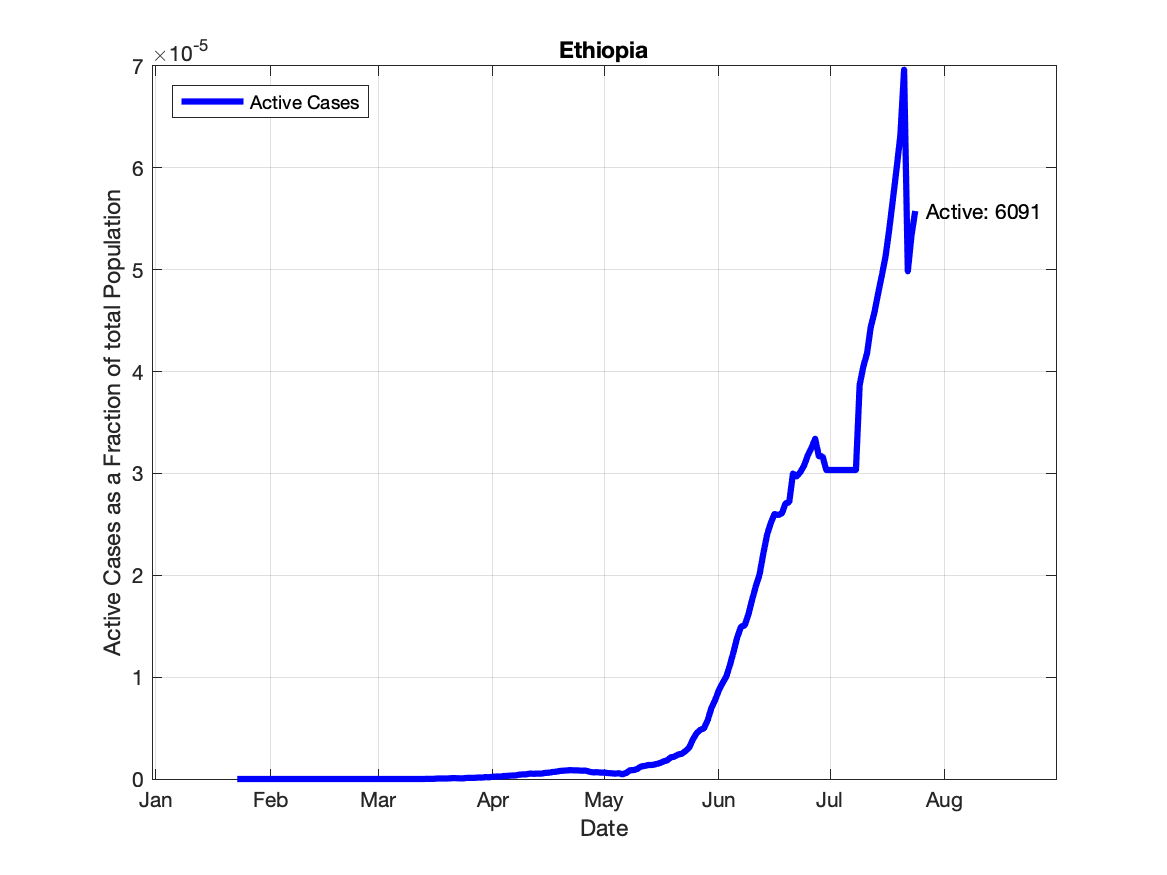 Ethiopia
×10-5
7
6
5
4
3
2
1
0
Active Cases
Active: 6091
Active Cases as a Fraction of total Population
Jan Feb Mar Apr May Jun Jul Aug
Date